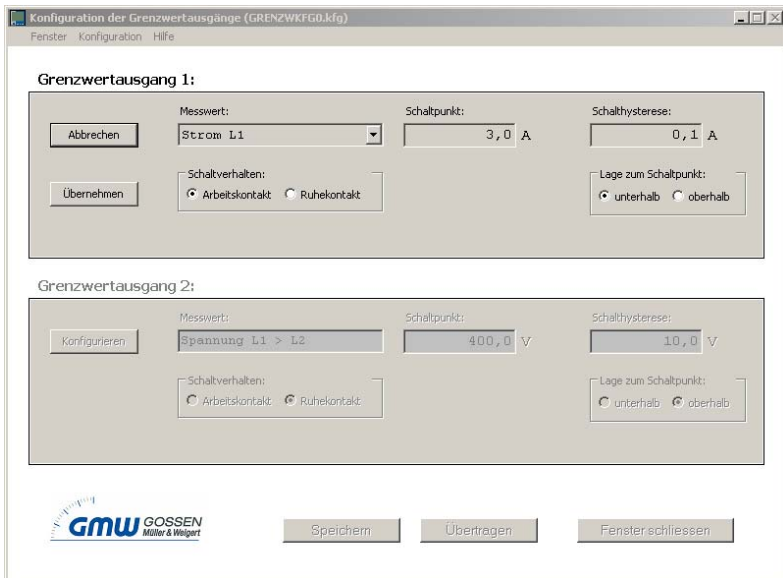 Konfiguration der Grenzwertausgänge (GRENZWKFG0.kfg)
Fenster Konfiguration Hilfe
Grenzwertausgang 1:
Messwert: Schaltpunkt: Schalthysterese:
Abbrechen Strom L1 3,0 A 0,1 A
Schaltverhalten: Lage zum Schaltpunkt:
Übernehmen Arbeitskontakt Ruhekontakt unterhalb oberhalb
Grenzwertausgang 2:
Messwert: Schaltpunkt: Schalthysterese:
Konfigurieren Spannung L1 > L2 400,0 V 10,0 V
Schaltverhalten: Lage zum Schaltpunkt:
Arbeitskontakt Ruhekontakt unterhalb oberhalb
GMW GOSSEN
Müller & Weigert
Speichern Übertragen Fenster schliessen